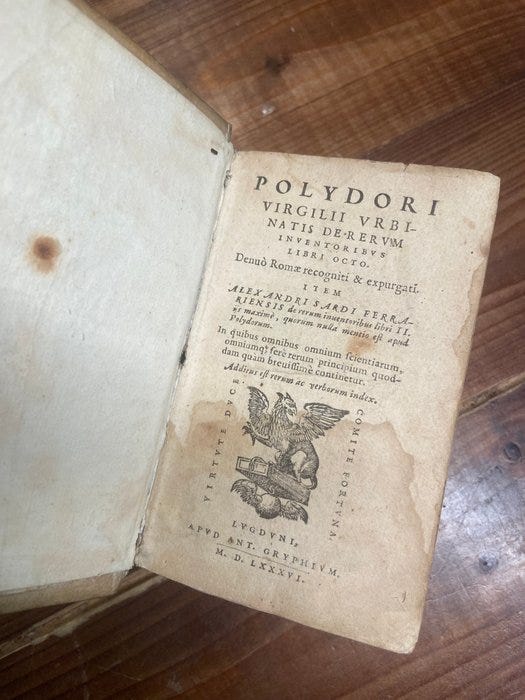 POLYDORI
VIRGILII VRBI-
NATIS DE RERVM
INVENTORIBVS
LIBRI OCTO.
Denuò Romæ recogniti & expurgati.
ITEM
ALEXANDRI SARDI FERRA-
RIENSIS de rerum inuentoribus libri II.
ijs maximè, quorum nulla mentio est apud
Polydorum.
In quibus omnibus omnium scientiarum,
omniumq; ferè rerum principium quod-
dam quàm breuissimè continetur.
Additus est rerum ac verborum index.
VIRTVTE DVCE,
COMITE FORTVNA.
LVGDVNI,
APVD ANT. GRYPHIVM.
M. D. LXXXVI.